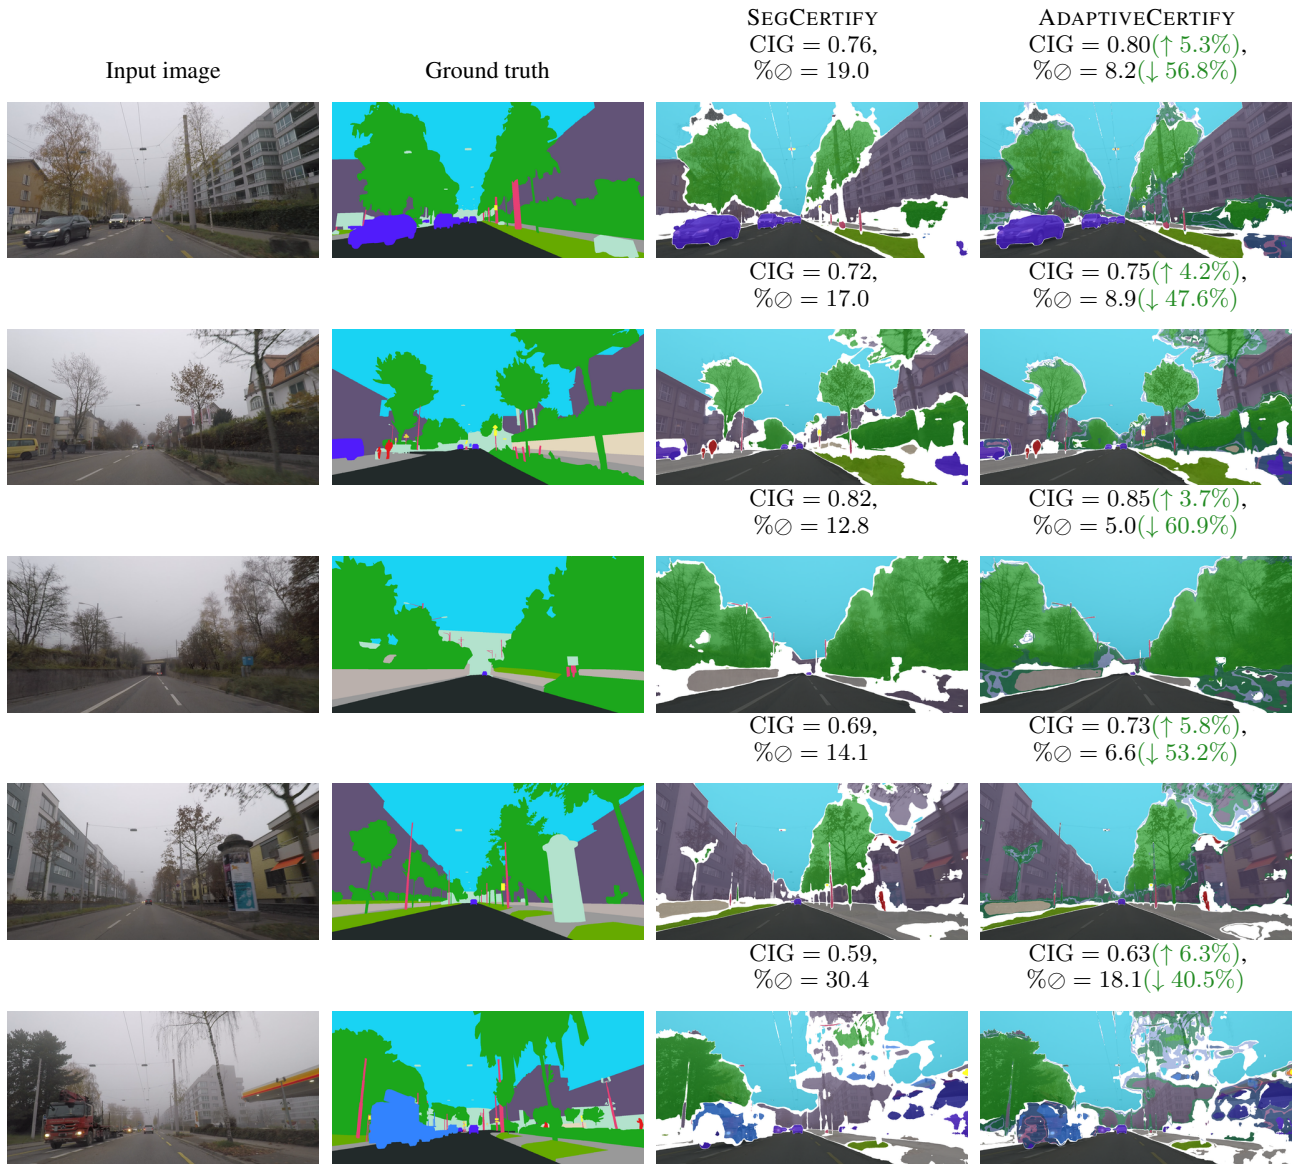 SEGCERTIFY
ADAPTIVECERTIFY
CIG = 0.76,
CIG = 0.80(↑ 5.3%),
Input image
Ground truth
%⊘ = 19.0
%⊘ = 8.2(↓ 56.8%)
CIG = 0.72,
CIG = 0.75(↑ 4.2%),
%⊘ = 17.0
%⊘ = 8.9(↓ 47.6%)
CIG = 0.82,
CIG = 0.85(↑ 3.7%),
%⊘ = 12.8
%⊘ = 5.0(↓ 60.9%)
CIG = 0.69,
CIG = 0.73(↑ 5.8%),
%⊘ = 14.1
%⊘ = 6.6(↓ 53.2%)
CIG = 0.59,
CIG = 0.63(↑ 6.3%),
%⊘ = 30.4
%⊘ = 18.1(↓ 40.5%)